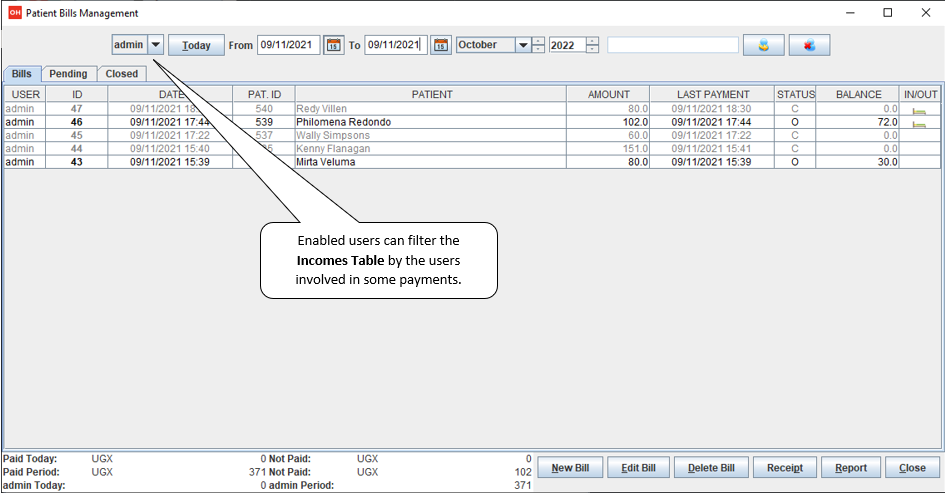 OH Patient Bills Management
admin Today From 09/11/2021 15 To 09/11/2021 15 October 2022
Bills Pending Closed
USER ID DATE PAT. ID PATIENT AMOUNT LAST PAYMENT STATUS BALANCE IN/OUT
admin 47 09/11/2021 18: 540 Redy Villen 80.0 09/11/2021 18:30 C 0.0
admin 46 09/11/2021 17:44 539 Philomena Redondo 102.0 09/11/2021 17:44 O 72.0
admin 45 09/11/2021 17:22 537 Wally Simpsons 60.0 09/11/2021 17:22 C 0.0
admin 44 09/11/2021 15:40 Kenny Flanagan 151.0 09/11/2021 15:41 C 0.0
admin 43 09/11/2021 15:39 Mirta Veluma 80.0 09/11/2021 15:39 O 30.0
Enabled users can filter the
Incomes Table by the users
involved in some payments.
Paid Today: UGX 0 Not Paid: UGX 0
Paid Period: UGX 371 Not Paid: UGX 102
admin Today: 0 admin Period: 371
New Bill Edit Bill Delete Bill Receipt Report Close